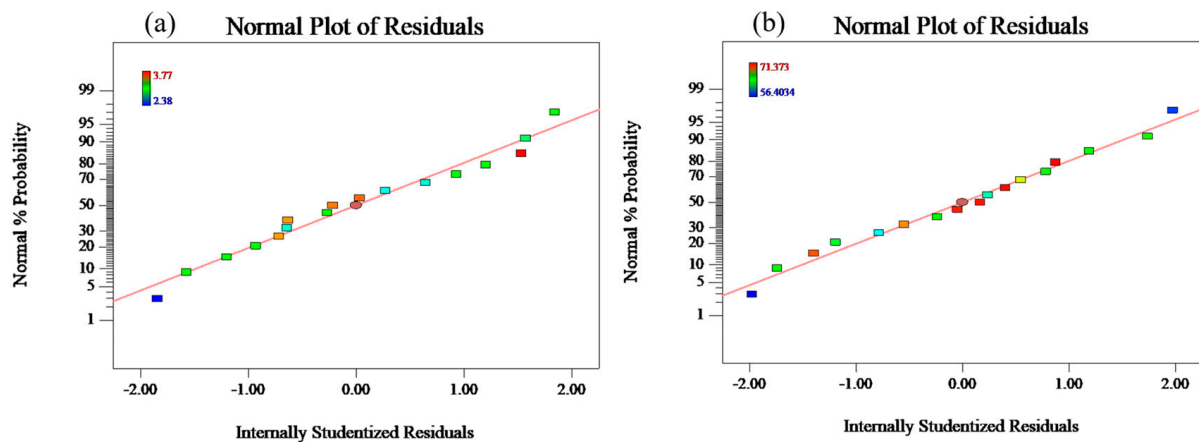 (a)
Normal Plot of Residuals
3.77
2.38
Normal % Probability
99
95
90
80
70
50
30
20
10
5
1
-2.00 -1.00 0.00 1.00 2.00
Internally Studentized Residuals
(b)
Normal Plot of Residuals
71.373
56.4034
Normal % Probability
99
95
90
80
70
50
30
20
10
5
1
-2.00 -1.00 0.00 1.00 2.00
Internally Studentized Residuals